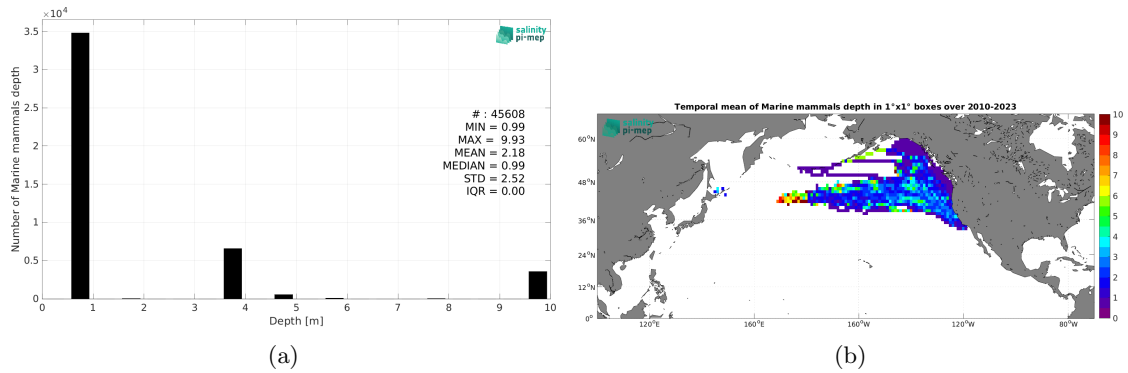 ×10⁴
3.5
3
2.5
2
1.5
1
0.5
0
0 1 2 3 4 5 6 7 8 9 10
Number of Marine mammals depth
Depth [m]
salinity
pi-mep
# : 45608
MIN = 0.99
MAX = 9.93
MEAN = 2.18
MEDIAN = 0.99
STD = 2.52
IQR = 0.00
(a)
Temporal mean of Marine mammals depth in 1°x1° boxes over 2010-2023
salinity
pi-mep
60°N
48°N
36°N
24°N
12°N
0°
120°E 160°E 160°W 120°W 80°W
10
9
8
7
6
5
4
3
2
1
0
(b)